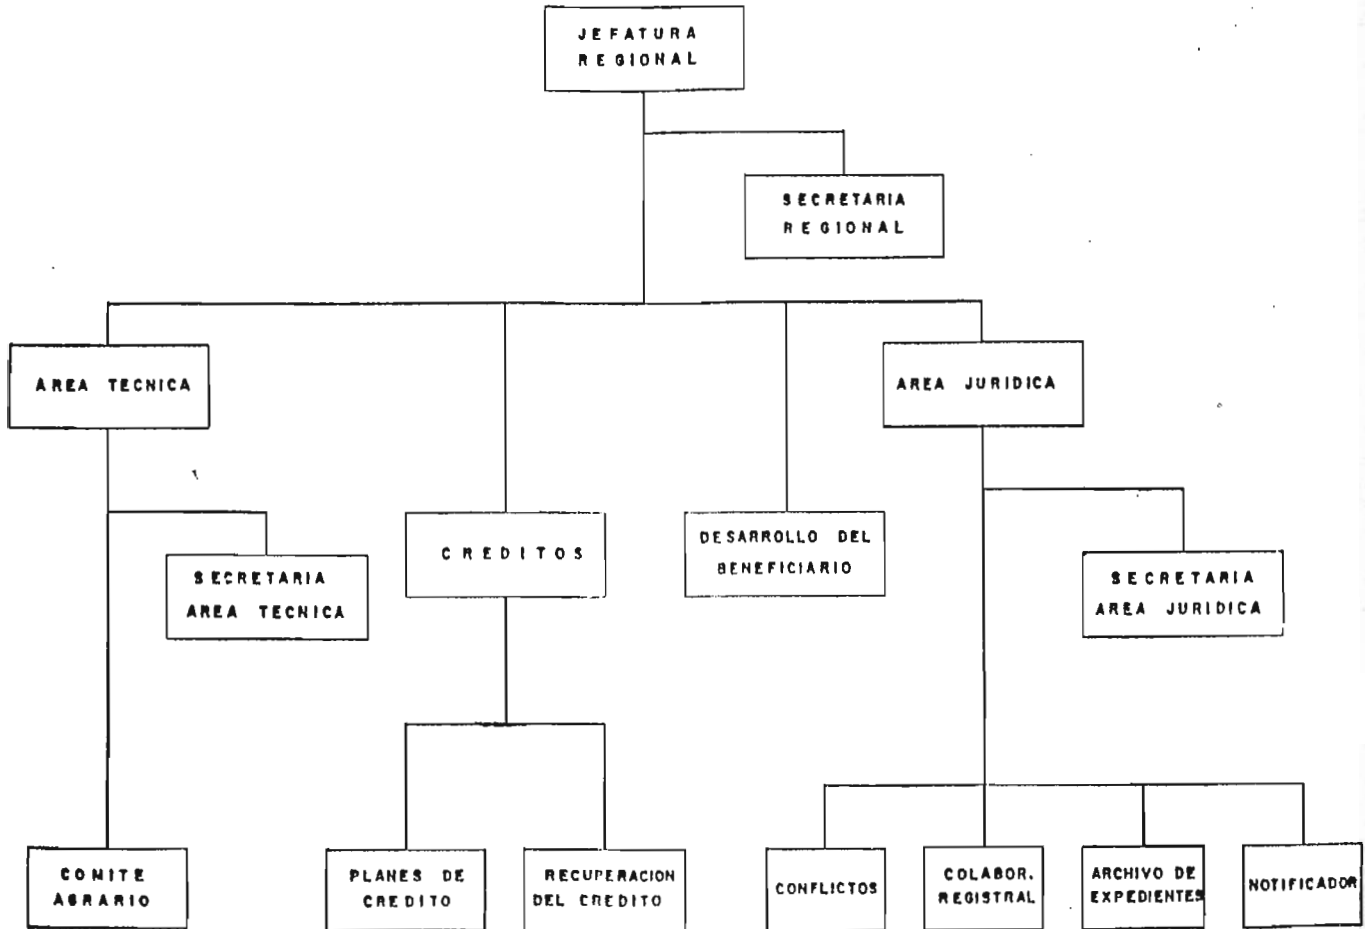 JEFATURA
REGIONAL
SECRETARIA
REGIONAL
AREA TECNICA
AREA JURIDICA
CREDITOS
DESARROLLO DEL
BENEFICIARIO
SECRETARIA
AREA TECNICA
SECRETARIA
AREA JURIDICA
COMITE
AGRARIO
PLANES DE
CREDITO
RECUPERACION
DEL CREDITO
CONFLICTOS
COLABOR.
REGISTRAL
ARCHIVO DE
EXPEDIENTES
NOTIFICADOR